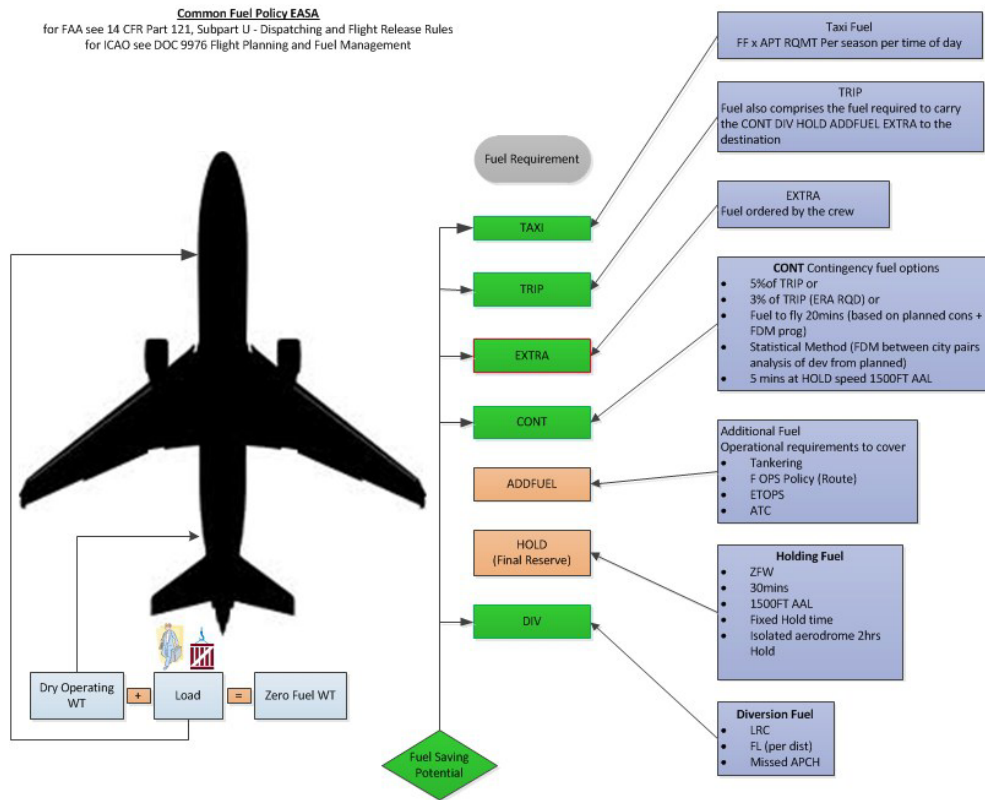 Common Fuel Policy EASA
for FAA see 14 CFR Part 121, Subpart U - Dispatching and Flight Release Rules
for ICAO see DOC 9976 Flight Planning and Fuel Management
Fuel Requirement
TAXI
TRIP
EXTRA
CONT
ADDFUEL
HOLD
(Final Reserve)
DIV
Fuel Saving
Potential
Dry Operating
WT
+
Load
=
Zero Fuel WT
Taxi Fuel
FF x APT RQMT Per season per time of day
TRIP
Fuel also comprises the fuel required to carry
the CONT DIV HOLD ADDFUEL EXTRA to the
destination
EXTRA
Fuel ordered by the crew
CONT Contingency fuel options
• 5%of TRIP or
• 3% of TRIP (ERA RQD) or
• Fuel to fly 20mins (based on planned cons +
FDM prog)
• Statistical Method (FDM between city pairs
analysis of dev from planned)
• 5 mins at HOLD speed 1500FT AAL
Additional Fuel
Operational requirements to cover
• Tankering
• F OPS Policy (Route)
• ETOPS
• ATC
Holding Fuel
• ZFW
• 30mins
• 1500FT AAL
• Fixed Hold time
• Isolated aerodrome 2hrs
Hold
Diversion Fuel
• LRC
• FL (per dist)
• Missed APCH